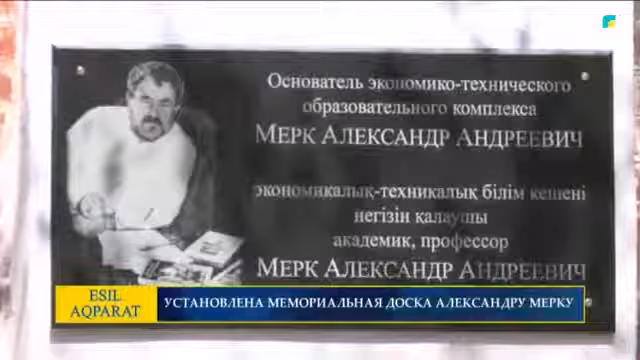 Основатель экономико-технического
образовательного комплекса
МЕРК АЛЕКСАНДР АНДРЕЕВИЧ
экономикалық-техникалық білім кешені
негізін қалаушы
академик, профессор
МЕРК АЛЕКСАНДР АНДРЕЕВИЧ
ESIL
AQPARAT
УСТАНОВЛЕНА МЕМОРИАЛЬНАЯ ДОСКА АЛЕКСАНДРУ МЕРКУ